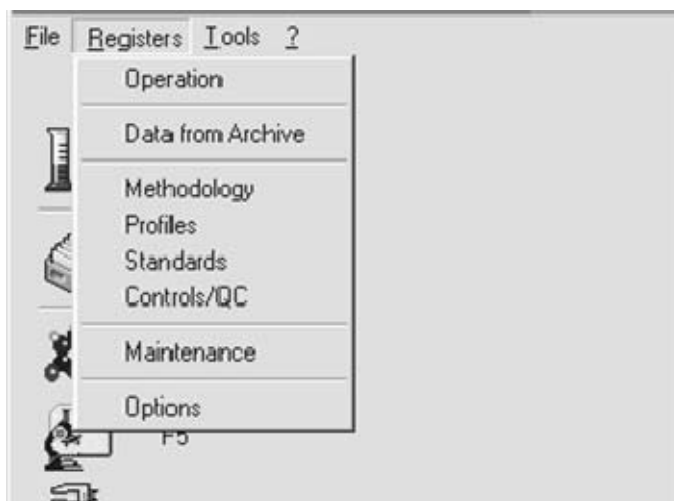 File Registers Tools ?
Operation
Data from Archive
Methodology
Profiles
Standards
Controls/QC
Maintenance
Options
F5